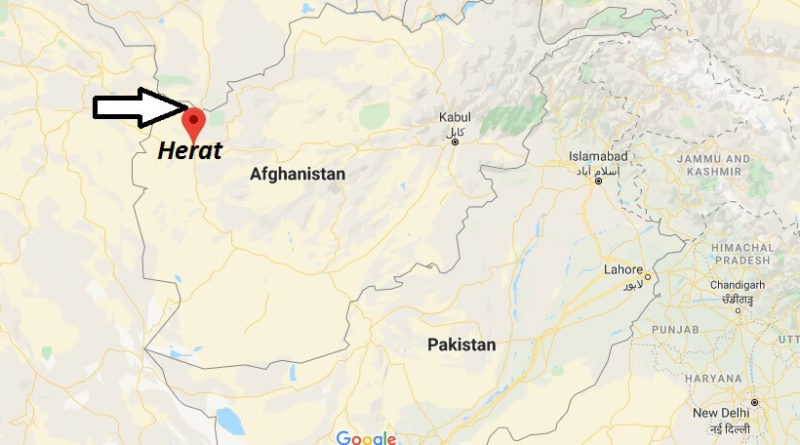 Kabul
کابل
Herat
Afghanistan
Islamabad
اسلام آباد
JAMMU AND
KASHMIR
HIMACHAL
PRADESH
Lahore
لاہور
Chandigarh
ਚੰਡੀਗੜ੍ਹ
PUNJAB
UTT
Pakistan
HARYANA
New Delhi
नई दिल्ली
Google